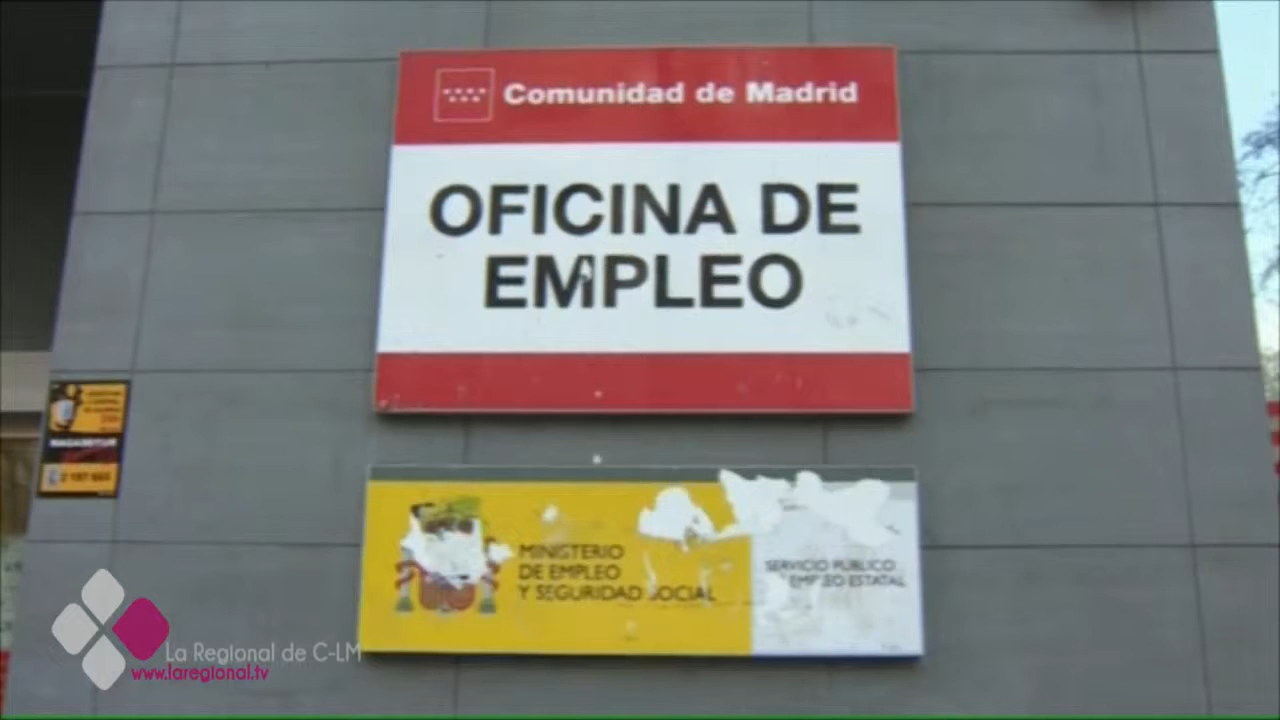 Comunidad de Madrid
OFICINA DE
EMPLEO
MINISTERIO
DE EMPLEO
Y SEGURIDAD SOCIAL
SERVICIO PÚBLICO
EMPLEO ESTATAL
La Regional de C-LM
www.laregional.tv